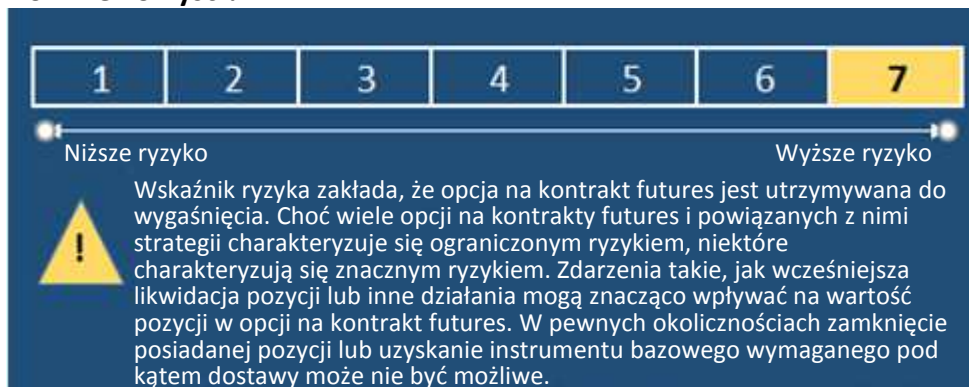 1 2 3 4 5 6 7
Niższe ryzyko Wyższe ryzyko
Wskaźnik ryzyka zakłada, że opcja na kontrakt futures jest utrzymywana do
wygaśnięcia. Choć wiele opcji na kontrakty futures i powiązanych z nimi
strategii charakteryzuje się ograniczonym ryzykiem, niektóre
charakteryzują się znacznym ryzykiem. Zdarzenia takie, jak wcześniejsza
likwidacja pozycji lub inne działania mogą znacząco wpływać na wartość
pozycji w opcji na kontrakt futures. W pewnych okolicznościach zamknięcie
posiadanej pozycji lub uzyskanie instrumentu bazowego wymaganego pod
kątem dostawy może nie być możliwe.